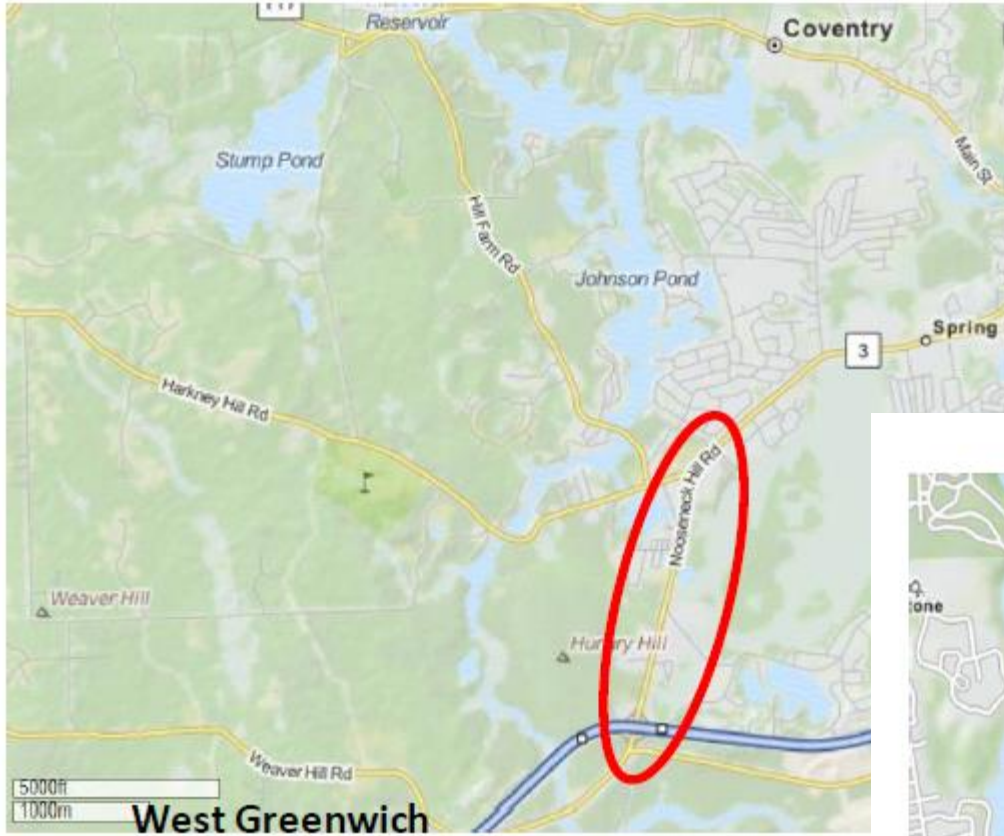 Reservoir
Coventry
Main St
Stump Pond
Hill Farm Rd
Johnson Pond
3
Spring
Harkney Hill Rd
Nooseneck Hill Rd
Weaver Hill
Hungry Hill
tone
Weaver Hill Rd
5000ft
1000m
West Greenwich